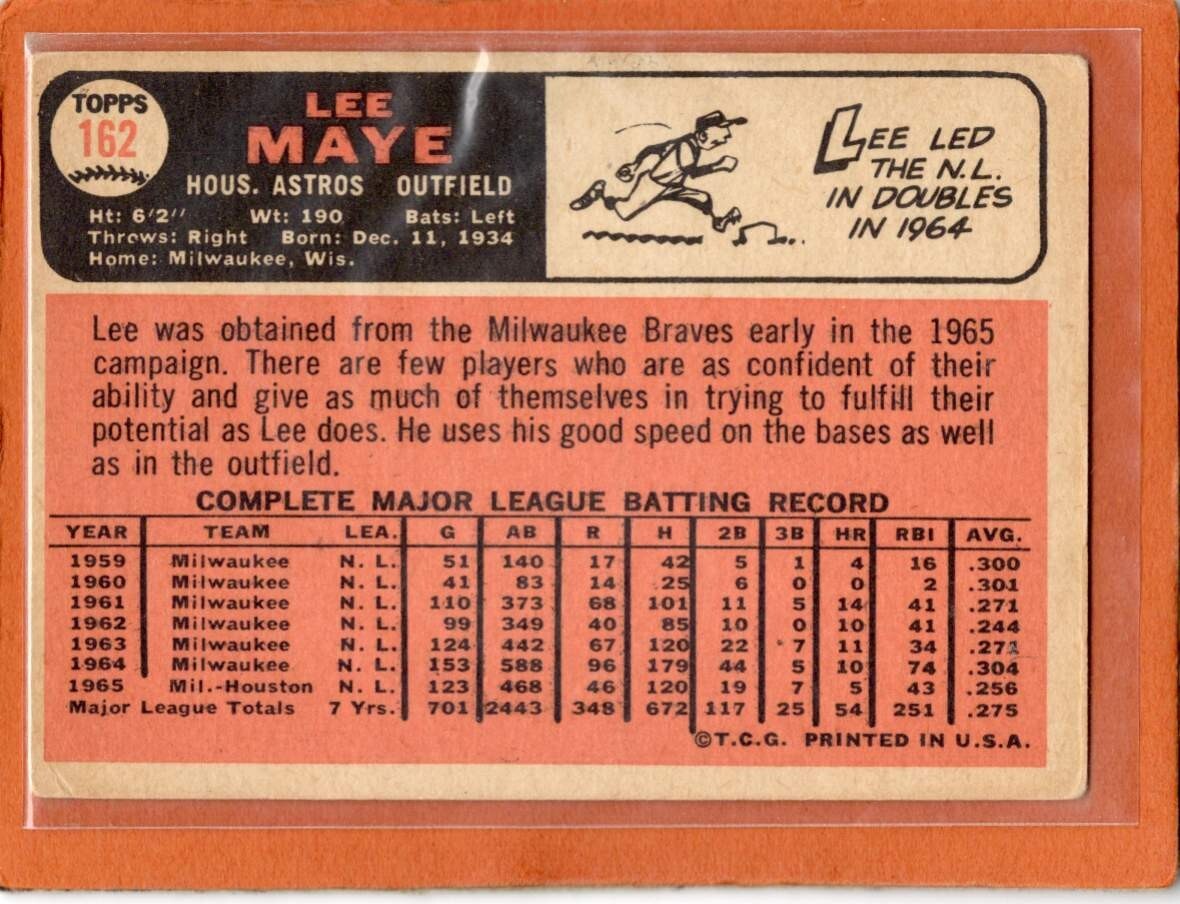 TOPPS
162
LEE
MAYE
HOUS. ASTROS OUTFIELD
Ht: 6'2" Wt: 190 Bats: Left
Throws: Right Born: Dec. 11, 1934
Home: Milwaukee, Wis.
LEE LED
THE N.L.
IN DOUBLES
IN 1964
Lee was obtained from the Milwaukee Braves early in the 1965
campaign. There are few players who are as confident of their
ability and give as much of themselves in trying to fulfill their
potential as Lee does. He uses his good speed on the bases as well
as in the outfield.
COMPLETE MAJOR LEAGUE BATTING RECORD
YEAR TEAM LEA. G AB R H 2B 3B HR RBI AVG.
1959 Milwaukee N. L. 51 140 17 42 5 1 4 16 .300
1960 Milwaukee N. L. 41 83 14 25 6 0 0 2 .301
1961 Milwaukee N. L. 110 373 68 101 11 5 14 41 .271
1962 Milwaukee N. L. 99 349 40 85 10 0 10 41 .244
1963 Milwaukee N. L. 124 442 67 120 22 7 11 34 .271
1964 Milwaukee N. L. 153 588 96 179 44 5 10 74 .304
1965 Mil.-Houston N. L. 123 468 46 120 19 7 5 43 .256
Major League Totals 7 Yrs. 701 2443 348 672 117 25 54 251 .275
©T.C.G. PRINTED IN U.S.A.